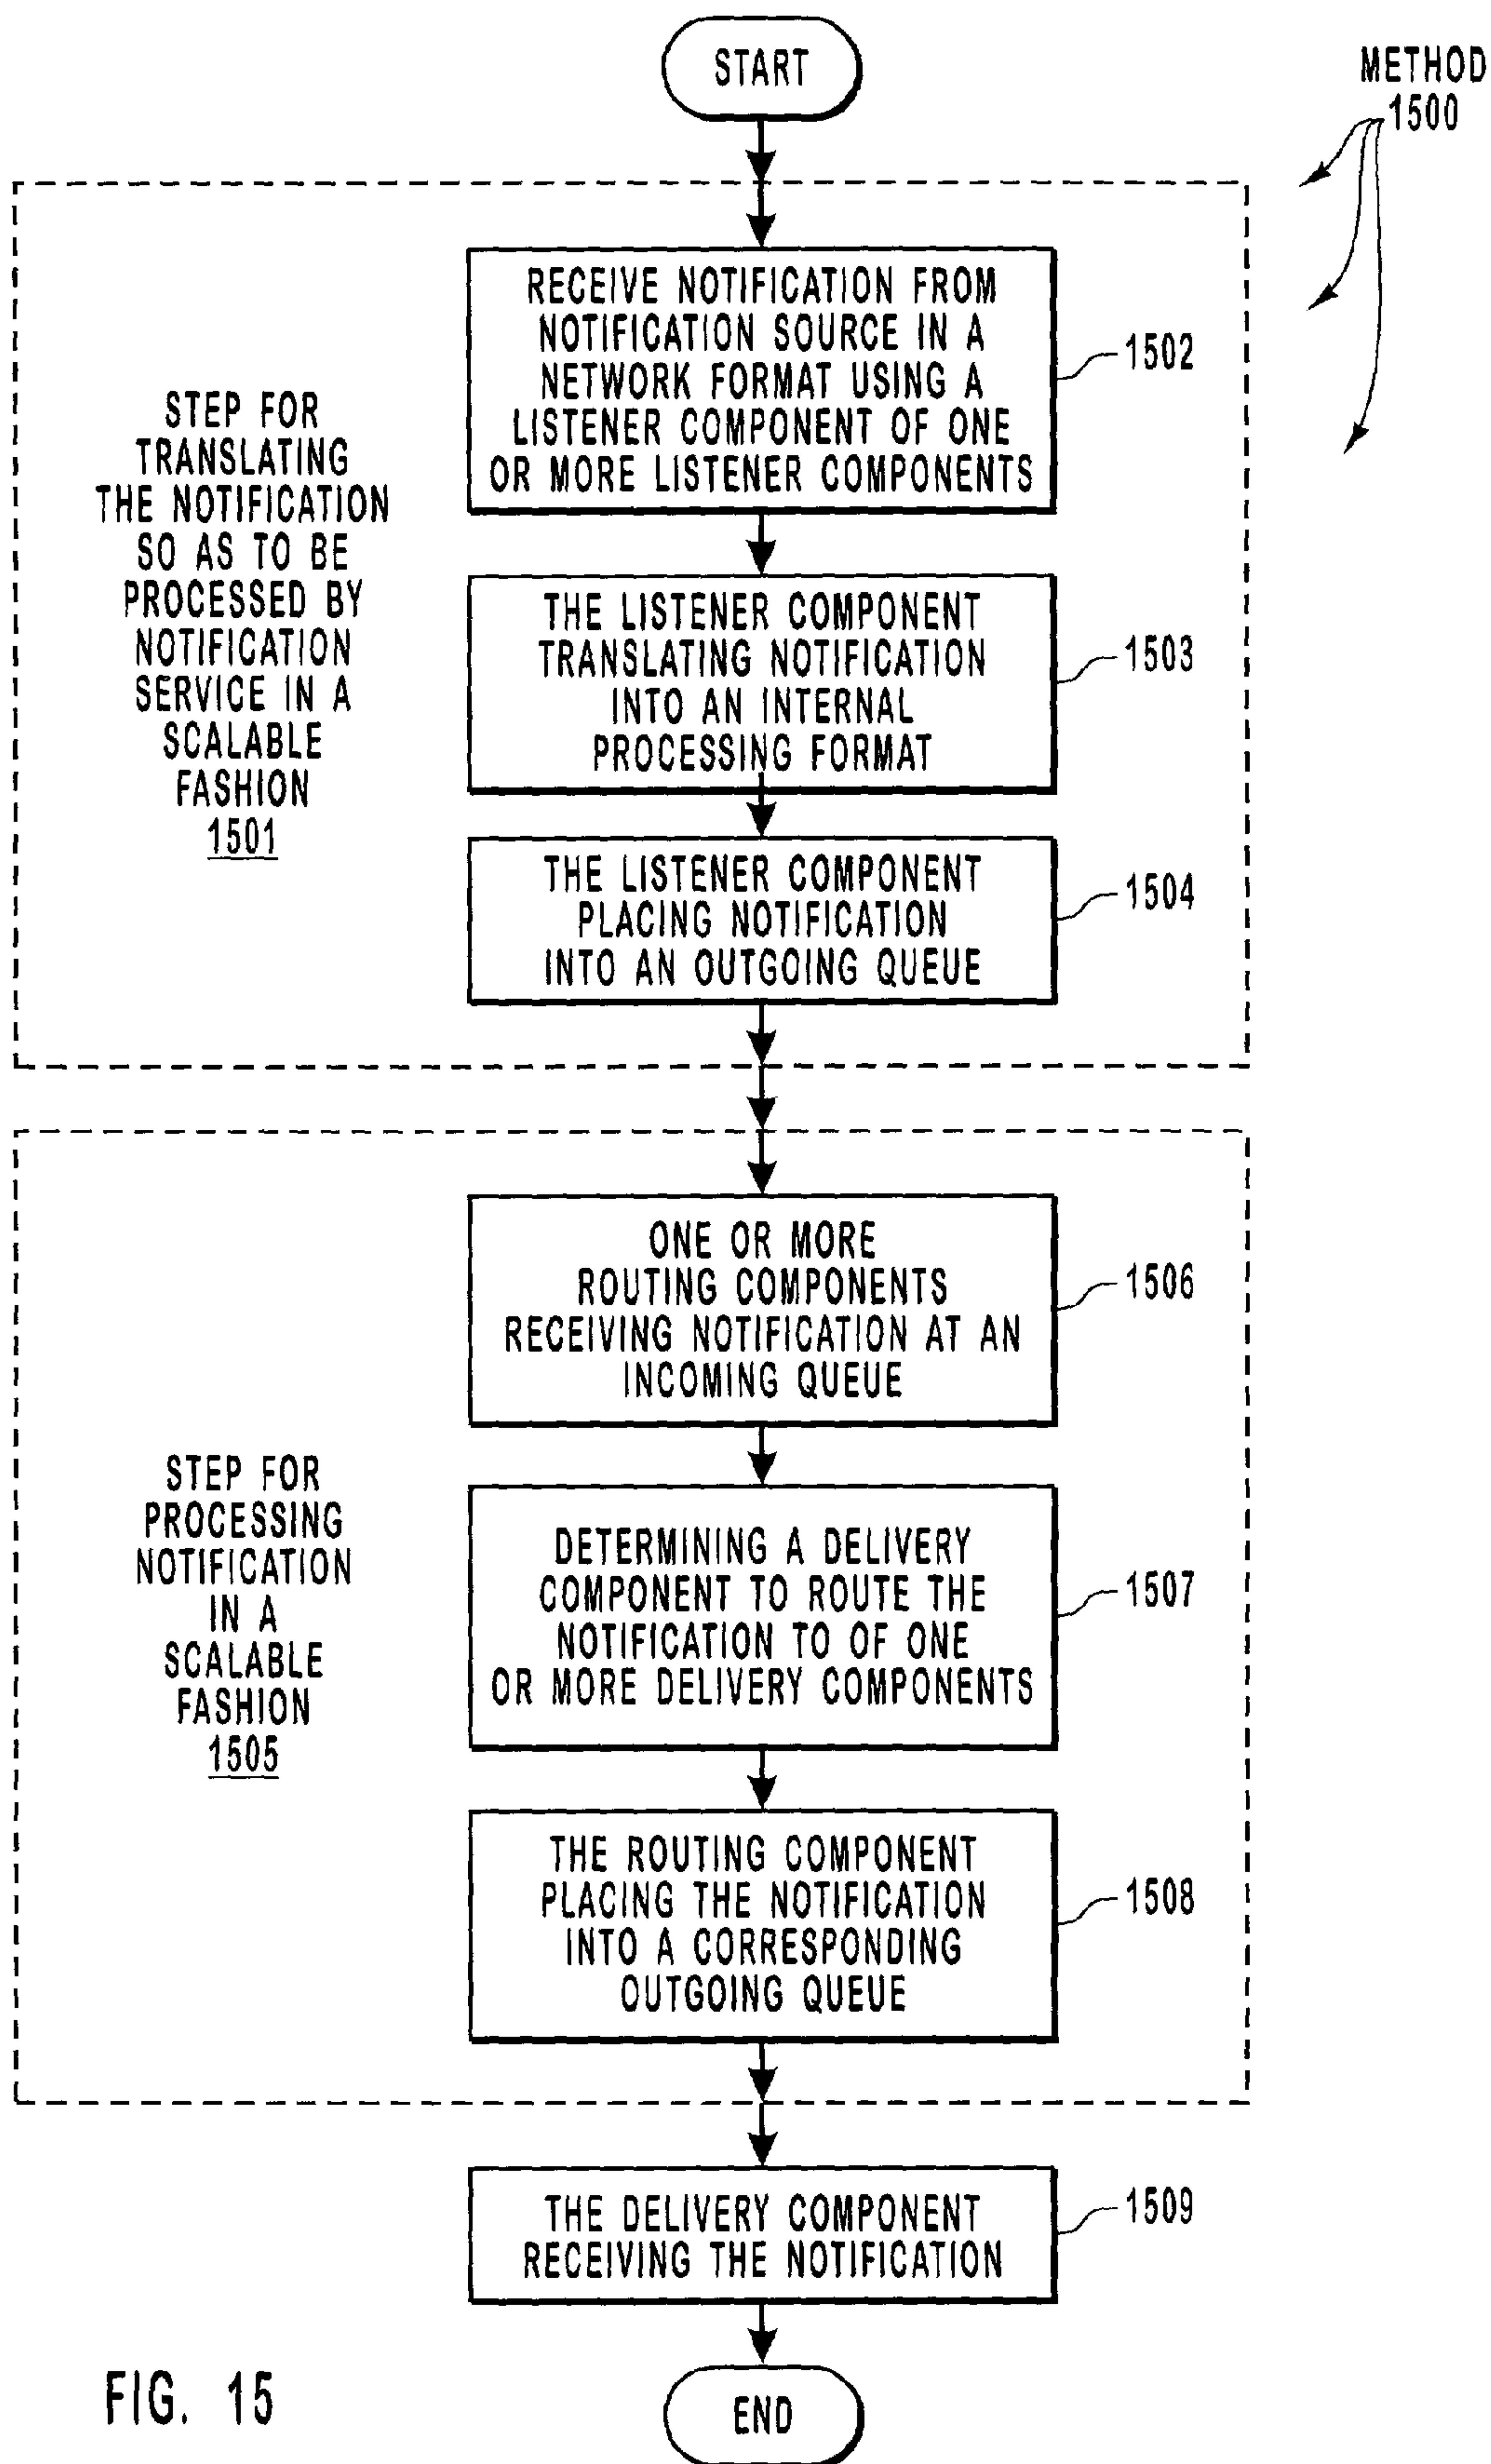 START
METHOD
1500
STEP FOR
TRANSLATING
THE NOTIFICATION
SO AS TO BE
PROCESSED BY
NOTIFICATION
SERVICE IN A
SCALABLE
FASHION
1501
RECEIVE NOTIFICATION FROM
NOTIFICATION SOURCE IN A
NETWORK FORMAT USING A
LISTENER COMPONENT OF ONE
OR MORE LISTENER COMPONENTS
1502
THE LISTENER COMPONENT
TRANSLATING NOTIFICATION
INTO AN INTERNAL
PROCESSING FORMAT
1503
THE LISTENER COMPONENT
PLACING NOTIFICATION
INTO AN OUTGOING QUEUE
1504
STEP FOR
PROCESSING
NOTIFICATION
IN A
SCALABLE
FASHION
1505
ONE OR MORE
ROUTING COMPONENTS
RECEIVING NOTIFICATION AT AN
INCOMING QUEUE
1506
DETERMINING A DELIVERY
COMPONENT TO ROUTE THE
NOTIFICATION TO OF ONE
OR MORE DELIVERY COMPONENTS
1507
THE ROUTING COMPONENT
PLACING THE NOTIFICATION
INTO A CORRESPONDING
OUTGOING QUEUE
1508
THE DELIVERY COMPONENT
RECEIVING THE NOTIFICATION
1509
END
FIG. 15